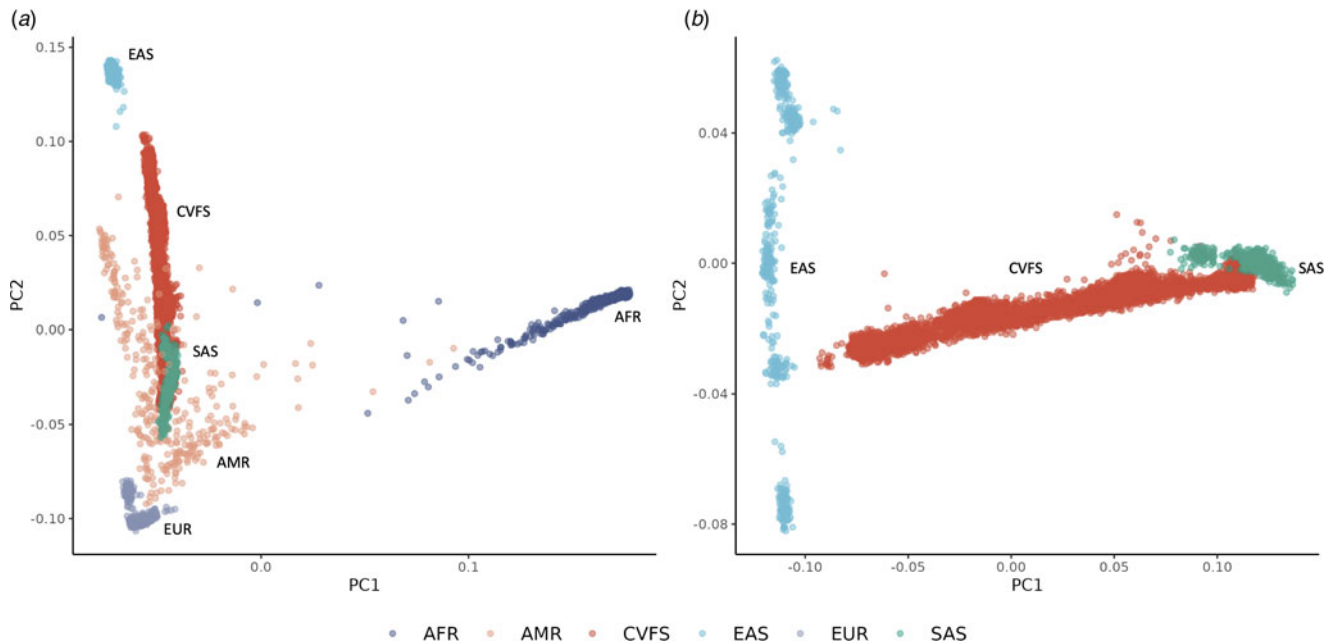 (a)
(b)
0.15
0.10
0.05
0.00
-0.05
-0.10
PC2
EAS
CVFS
SAS
AMR
EUR
AFR
0.0
0.1
PC1
0.04
0.00
-0.04
-0.08
PC2
EAS
CVFS
SAS
-0.10
-0.05
0.00
0.05
0.10
PC1
AFR AMR CVFS EAS EUR SAS